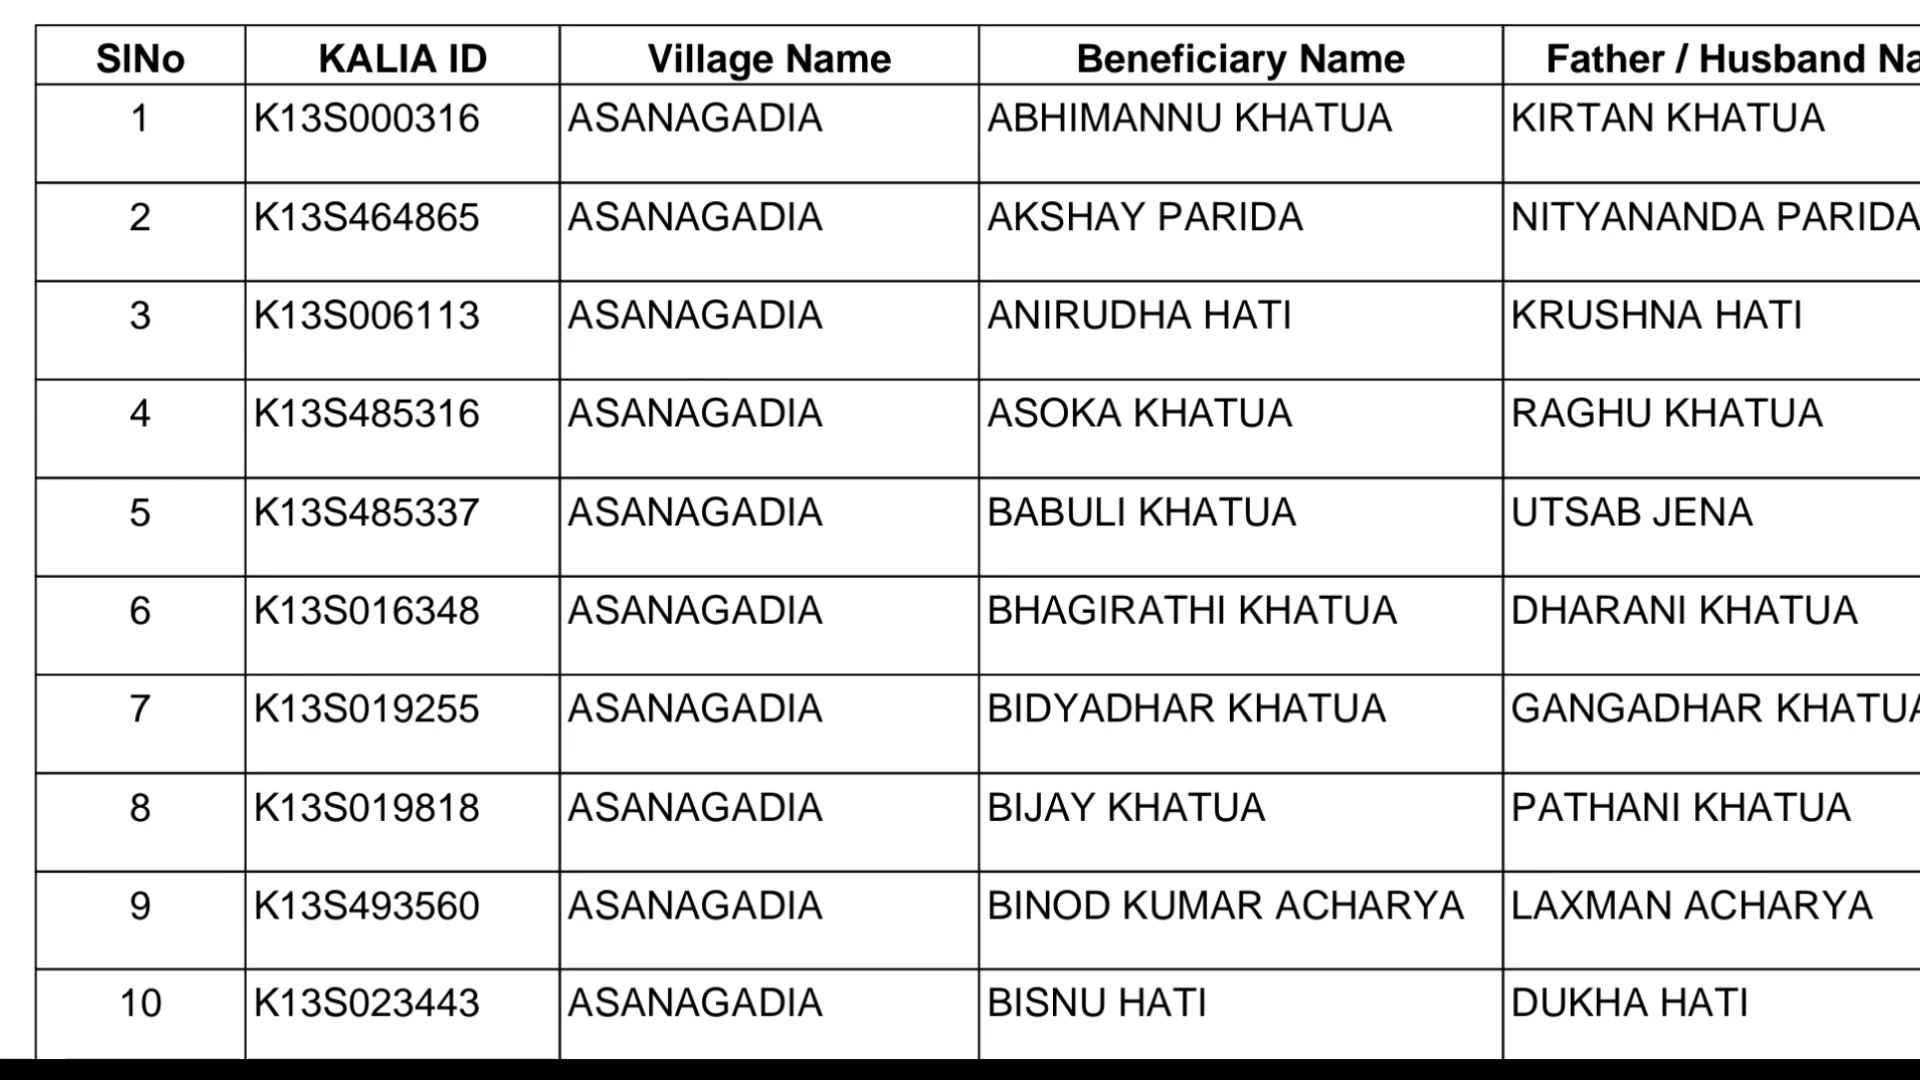 SlNo KALIA ID Village Name Beneficiary Name Father / Husband Na
1 K13S000316 ASANAGADIA ABHIMANNU KHATUA KIRTAN KHATUA
2 K13S464865 ASANAGADIA AKSHAY PARIDA NITYANANDA PARIDA
3 K13S006113 ASANAGADIA ANIRUDHA HATI KRUSHNA HATI
4 K13S485316 ASANAGADIA ASOKA KHATUA RAGHU KHATUA
5 K13S485337 ASANAGADIA BABULI KHATUA UTSAB JENA
6 K13S016348 ASANAGADIA BHAGIRATHI KHATUA DHARANI KHATUA
7 K13S019255 ASANAGADIA BIDYADHAR KHATUA GANGADHAR KHATUA
8 K13S019818 ASANAGADIA BIJAY KHATUA PATHANI KHATUA
9 K13S493560 ASANAGADIA BINOD KUMAR ACHARYA LAXMAN ACHARYA
10 K13S023443 ASANAGADIA BISNU HATI DUKHA HATI